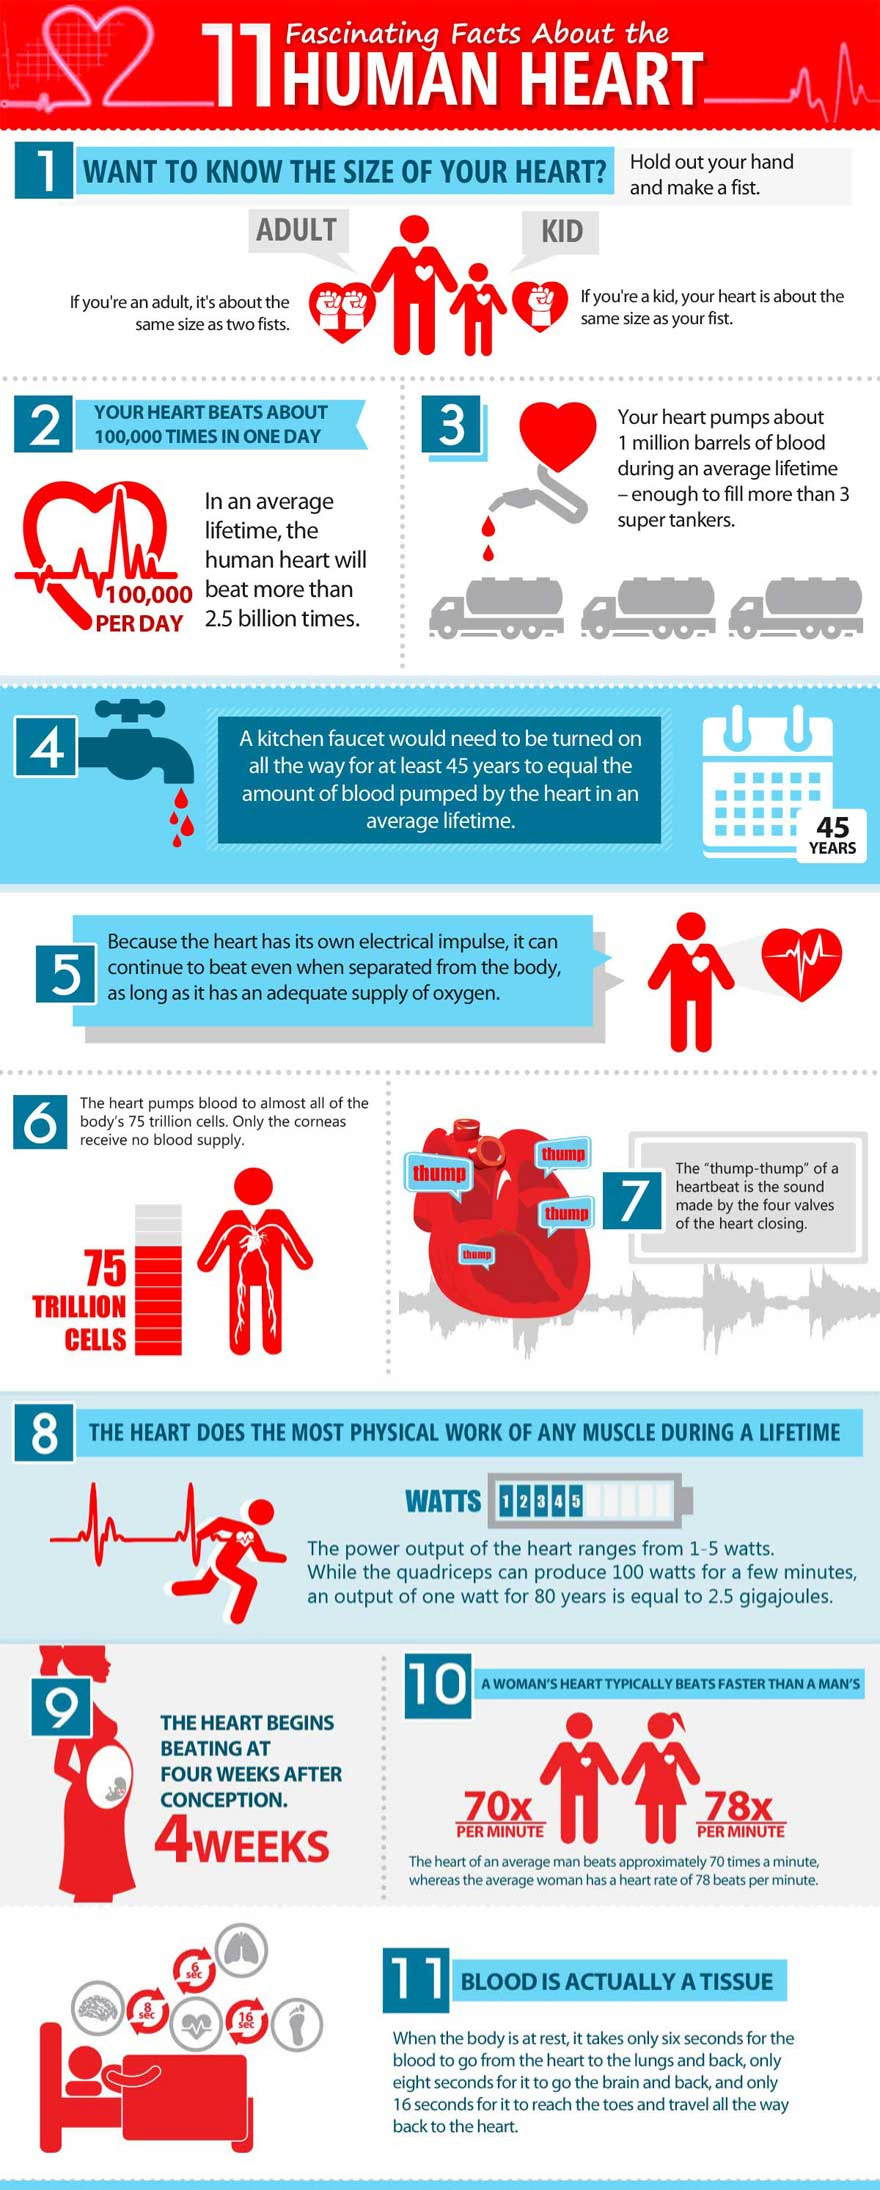 11 Fascinating Facts About the
HUMAN HEART
1 WANT TO KNOW THE SIZE OF YOUR HEART?
Hold out your hand
and make a fist.
ADULT
KID
If you're an adult, it's about the
same size as two fists.
If you're a kid, your heart is about the
same size as your fist.
2
YOUR HEART BEATS ABOUT
100,000 TIMES IN ONE DAY
In an average
lifetime, the
human heart will
beat more than
2.5 billion times.
100,000
PER DAY
3
Your heart pumps about
1 million barrels of blood
during an average lifetime
– enough to fill more than 3
super tankers.
4
A kitchen faucet would need to be turned on
all the way for at least 45 years to equal the
amount of blood pumped by the heart in an
average lifetime.
45
YEARS
5
Because the heart has its own electrical impulse, it can
continue to beat even when separated from the body,
as long as it has an adequate supply of oxygen.
6
The heart pumps blood to almost all of the
body's 75 trillion cells. Only the corneas
receive no blood supply.
75
TRILLION
CELLS
thump
thump
thump
thump
7
The "thump-thump" of a
heartbeat is the sound
made by the four valves
of the heart closing.
8 THE HEART DOES THE MOST PHYSICAL WORK OF ANY MUSCLE DURING A LIFETIME
WATTS 1 2 3 4 5
The power output of the heart ranges from 1-5 watts.
While the quadriceps can produce 100 watts for a few minutes,
an output of one watt for 80 years is equal to 2.5 gigajoules.
9
THE HEART BEGINS
BEATING AT
FOUR WEEKS AFTER
CONCEPTION.
4 WEEKS
10 A WOMAN'S HEART TYPICALLY BEATS FASTER THAN A MAN'S
70x
PER MINUTE
78x
PER MINUTE
The heart of an average man beats approximately 70 times a minute,
whereas the average woman has a heart rate of 78 beats per minute.
6
sec
8
sec
16
sec
11 BLOOD IS ACTUALLY A TISSUE
When the body is at rest, it takes only six seconds for the
blood to go from the heart to the lungs and back, only
eight seconds for it to go the brain and back, and only
16 seconds for it to reach the toes and travel all the way
back to the heart.